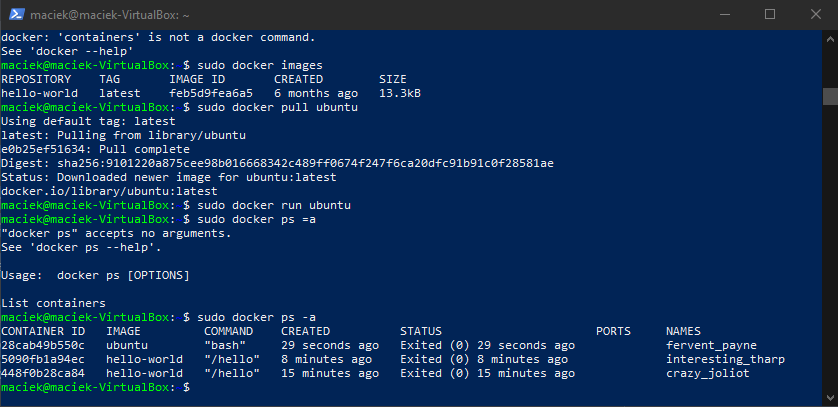 maciek@maciek-VirtualBox: ~
docker: 'containers' is not a docker command.
See 'docker --help'
maciek@maciek-VirtualBox:~$ sudo docker images
REPOSITORY    TAG       IMAGE ID       CREATED        SIZE
hello-world   latest    feb5d9fea6a5   6 months ago   13.3kB
maciek@maciek-VirtualBox:~$ sudo docker pull ubuntu
Using default tag: latest
latest: Pulling from library/ubuntu
e0b25ef51634: Pull complete
Digest: sha256:9101220a875cee98b016668342c489ff0674f247f6ca20dfc91b91c0f28581ae
Status: Downloaded newer image for ubuntu:latest
docker.io/library/ubuntu:latest
maciek@maciek-VirtualBox:~$ sudo docker run ubuntu
maciek@maciek-VirtualBox:~$ sudo docker ps =a
"docker ps" accepts no arguments.
See 'docker ps --help'.
Usage:  docker ps [OPTIONS]
List containers
maciek@maciek-VirtualBox:~$ sudo docker ps -a
CONTAINER ID   IMAGE         COMMAND    CREATED          STATUS                      PORTS     NAMES
28cab49b550c   ubuntu        "bash"     29 seconds ago   Exited (0) 29 seconds ago             fervent_payne
5090fb1a94ec   hello-world   "/hello"   8 minutes ago    Exited (0) 8 minutes ago              interesting_tharp
448f0b28ca84   hello-world   "/hello"   15 minutes ago   Exited (0) 15 minutes ago             crazy_joliot
maciek@maciek-VirtualBox:~$